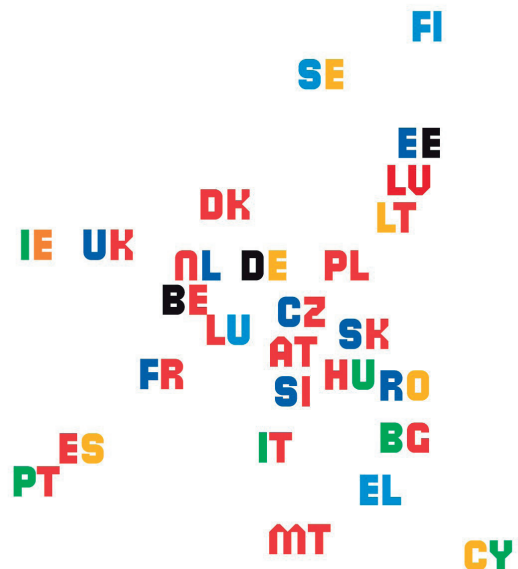 FI
SE
EE
LV
DK
LT
IE UK
NL DE PL
BE
CZ
LU SK
AT
FR HU RO
SI
BG
ES IT
PT
EL
MT
CY